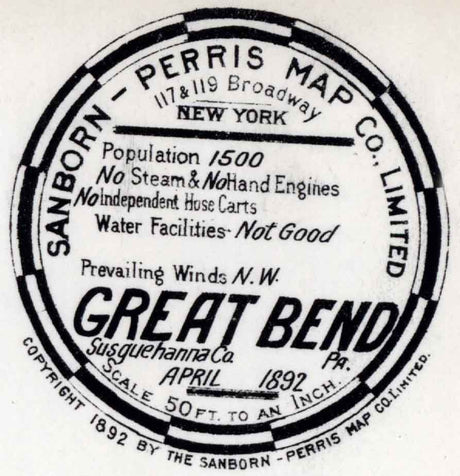 SANBORN - PERRIS MAP CO., LIMITED
117 & 119 Broadway
NEW YORK
Population 1500
No Steam & No Hand Engines
No Independent Hose Carts
Water Facilities- Not Good
Prevailing Winds N.W.
GREAT BEND
Susquehanna Co. PA.
APRIL 1892
SCALE 50 FT. TO AN INCH.
COPYRIGHT 1892 BY THE SANBORN - PERRIS MAP CO. LIMITED.